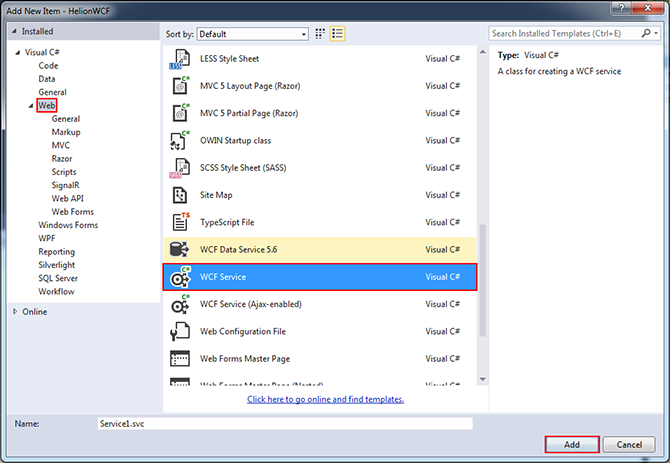 Add New Item - HelionWCF
Installed
Visual C#
Code
Data
General
Web
General
Markup
MVC
Razor
Scripts
SignalR
Web API
Web Forms
Windows Forms
WPF
Reporting
Silverlight
SQL Server
Workflow
Online
Sort by: Default
LESS Style Sheet Visual C#
MVC 5 Layout Page (Razor) Visual C#
MVC 5 Partial Page (Razor) Visual C#
OWIN Startup class Visual C#
SCSS Style Sheet (SASS) Visual C#
Site Map Visual C#
TypeScript File Visual C#
WCF Data Service 5.6 Visual C#
WCF Service Visual C#
WCF Service (Ajax-enabled) Visual C#
Web Configuration File Visual C#
Web Forms Master Page Visual C#
Web Forms Master Page (Nested) Visual C#
Click here to go online and find templates.
Search Installed Templates (Ctrl+E)
Type: Visual C#
A class for creating a WCF service
Name: Service1.svc
Add
Cancel